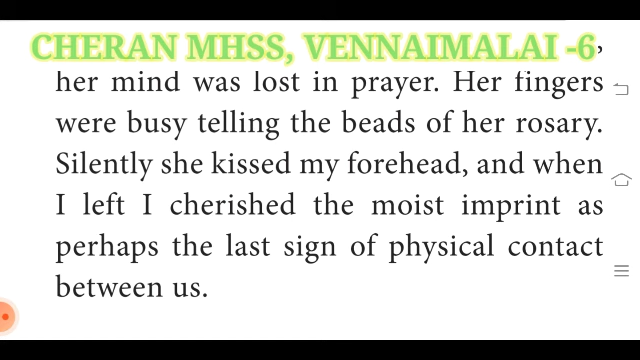 CHERAN MHSS, VENNAIMALAI -6,
her mind was lost in prayer. Her fingers
were busy telling the beads of her rosary.
Silently she kissed my forehead, and when
I left I cherished the moist imprint as
perhaps the last sign of physical contact
between us.